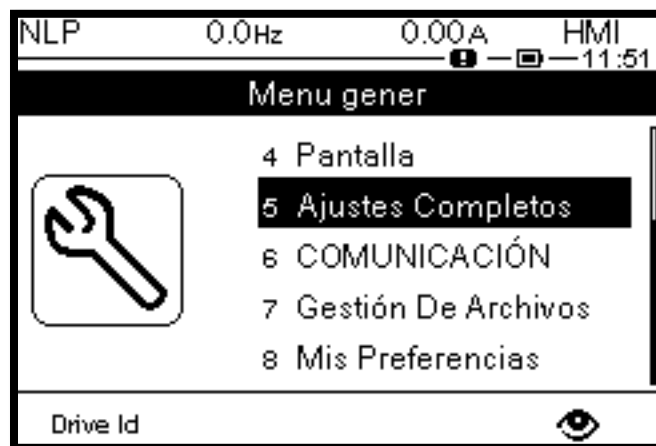 NLP 0.0Hz 0.00A HMI
11:51
Menu gener
4 Pantalla
5 Ajustes Completos
6 COMUNICACIÓN
7 Gestión De Archivos
8 Mis Preferencias
Drive Id